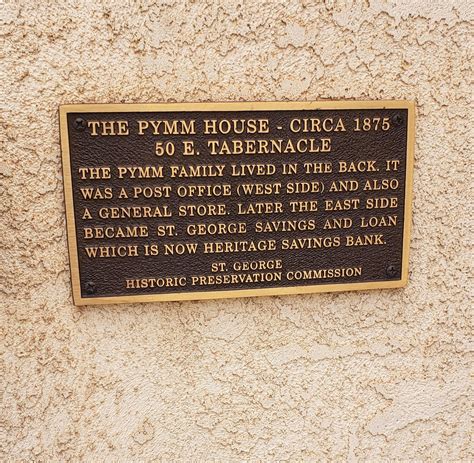 THE PYMM HOUSE - CIRCA 1875
50 E. TABERNACLE
THE PYMM FAMILY LIVED IN THE BACK. IT
WAS A POST OFFICE (WEST SIDE) AND ALSO
A GENERAL STORE. LATER THE EAST SIDE
BECAME ST. GEORGE SAVINGS AND LOAN
WHICH IS NOW HERITAGE SAVINGS BANK.
ST. GEORGE
HISTORIC PRESERVATION COMMISSION